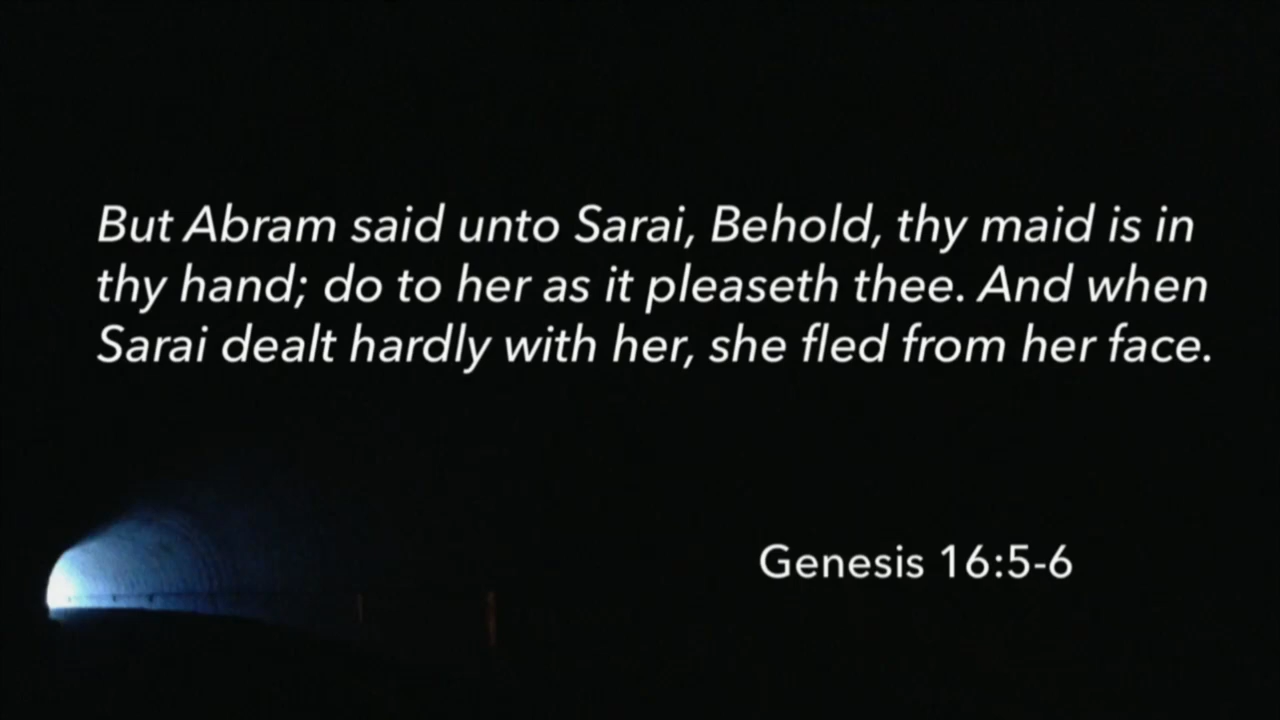 But Abram said unto Sarai, Behold, thy maid is in
thy hand; do to her as it pleaseth thee. And when
Sarai dealt hardly with her, she fled from her face.
Genesis 16:5-6